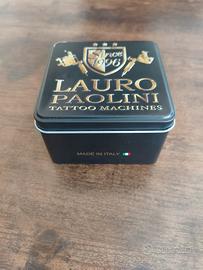 Since
1996
LAURO
PAOLINI
TATTOO MACHINES
MADE IN ITALY